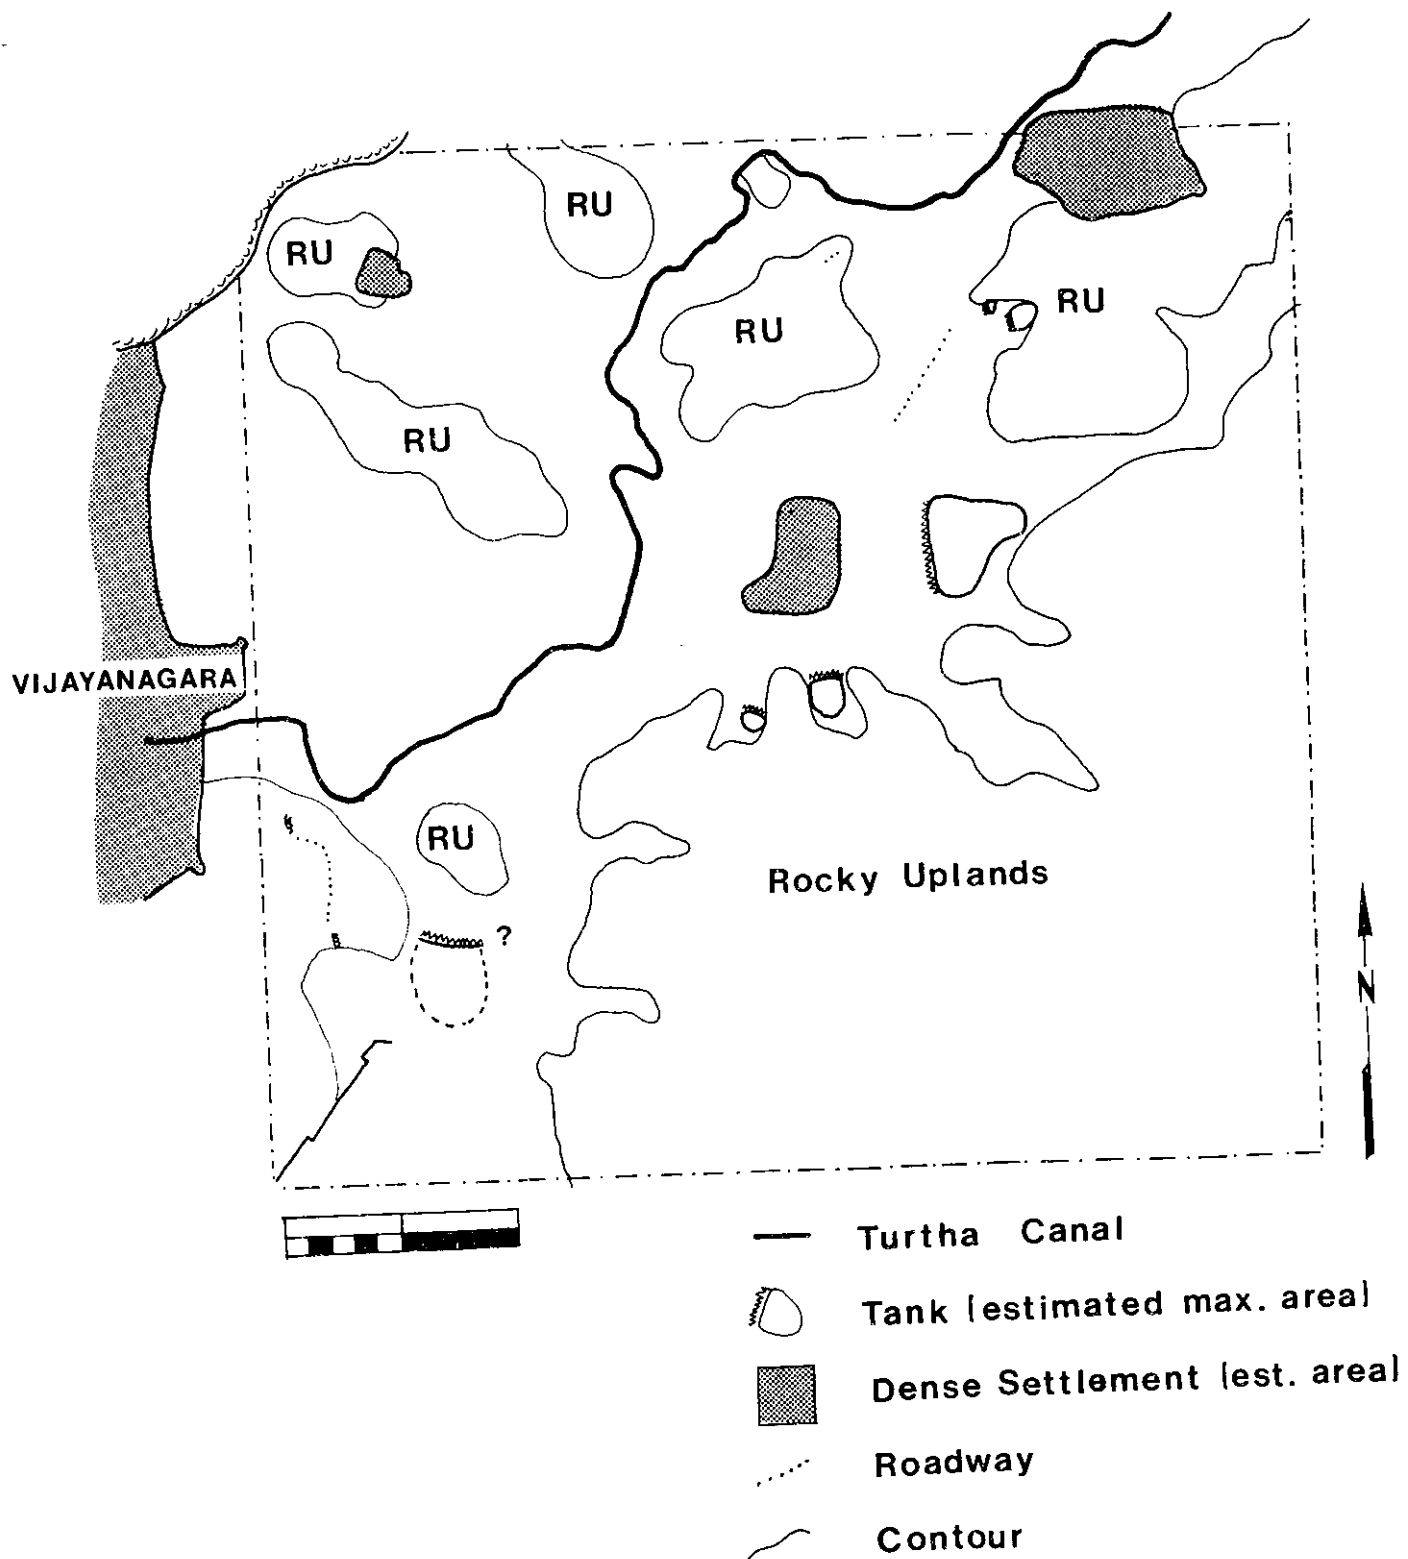 RU
RU
RU
RU
RU
VIJAYANAGARA
RU
Rocky Uplands
?
N
Turtha Canal
Tank (estimated max. area)
Dense Settlement (est. area)
Roadway
Contour